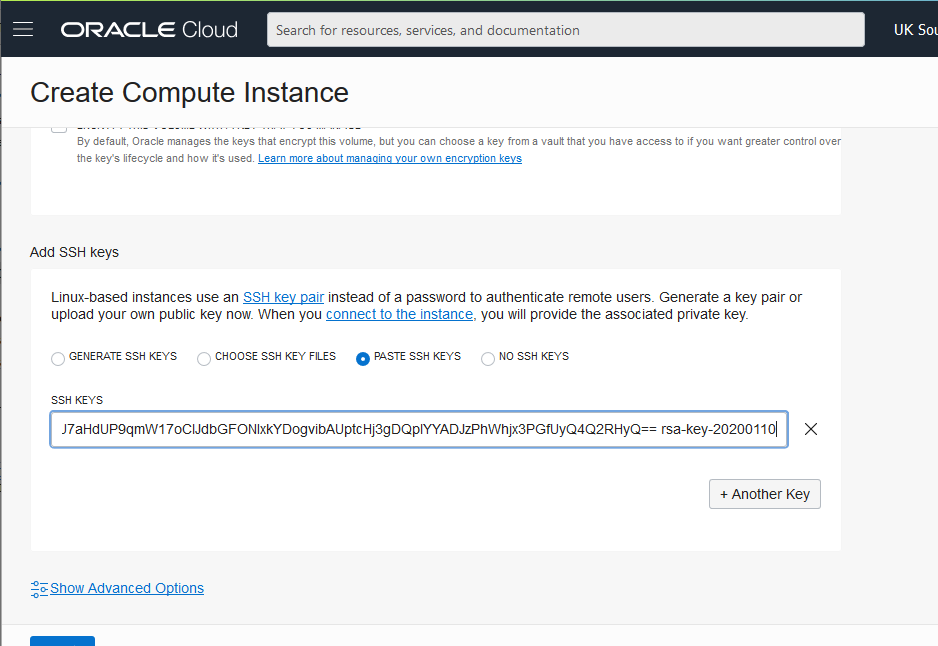 ORACLE Cloud
Search for resources, services, and documentation
UK Sou
Create Compute Instance
By default, Oracle manages the keys that encrypt this volume, but you can choose a key from a vault that you have access to if you want greater control over
the key's lifecycle and how it's used. Learn more about managing your own encryption keys
Add SSH keys
Linux-based instances use an SSH key pair instead of a password to authenticate remote users. Generate a key pair or
upload your own public key now. When you connect to the instance, you will provide the associated private key.
GENERATE SSH KEYS
CHOOSE SSH KEY FILES
PASTE SSH KEYS
NO SSH KEYS
SSH KEYS
rsa-key-20200110
+ Another Key
Show Advanced Options